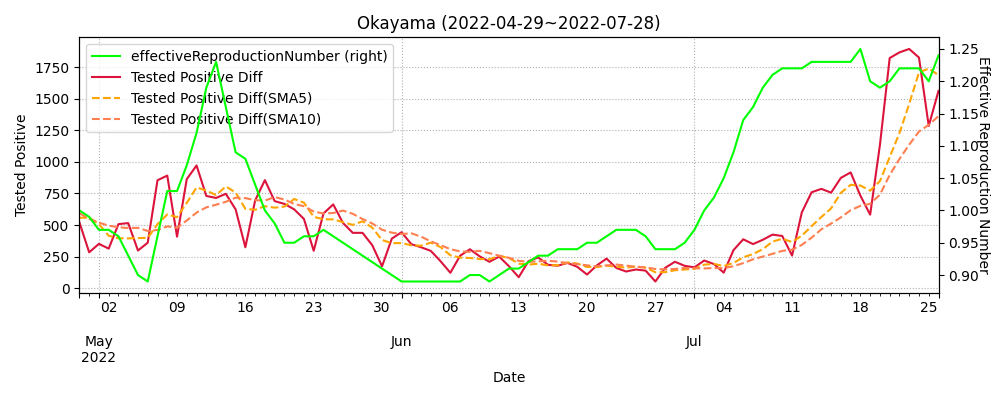 Okayama (2022-04-29~2022-07-28)
effectiveReproductionNumber (right)
Tested Positive Diff
Tested Positive Diff(SMA5)
Tested Positive Diff(SMA10)
Tested Positive
1750
1500
1250
1000
750
500
250
0
1.25
1.20
1.15
1.10
1.05
1.00
0.95
0.90
Effective Reproduction Number
02 09 16 23 30 06 13 20 27 04 11 18 25
May Jun Jul
2022
Date